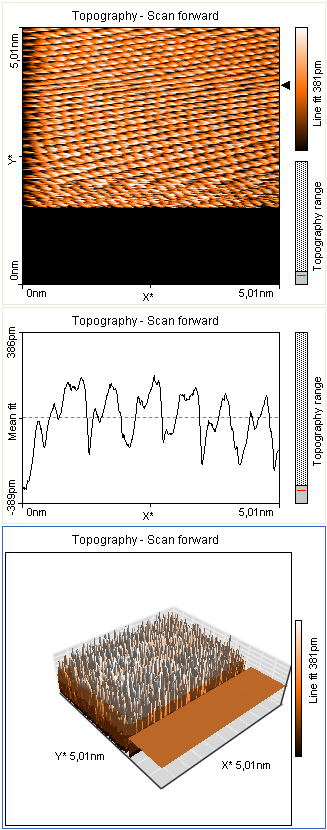 Topography - Scan forward
5,01nm
Y*
0nm
0nm
X*
5,01nm
Line fit 381pm
Topography range
Topography - Scan forward
386pm
Mean fit
-389pm
0nm
X*
5,01nm
Topography range
Topography - Scan forward
Y* 5,01nm
X* 5,01nm
Line fit 381pm